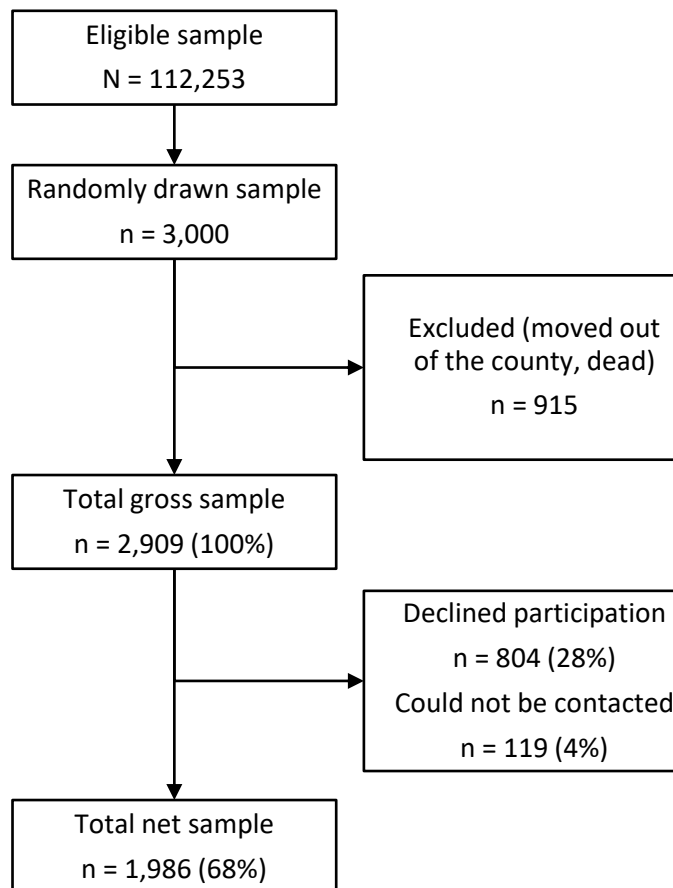 Eligible sample
N = 112,253
Randomly drawn sample
n = 3,000
Excluded (moved out
of the county, dead)
n = 915
Total gross sample
n = 2,909 (100%)
Declined participation
n = 804 (28%)
Could not be contacted
n = 119 (4%)
Total net sample
n = 1,986 (68%)